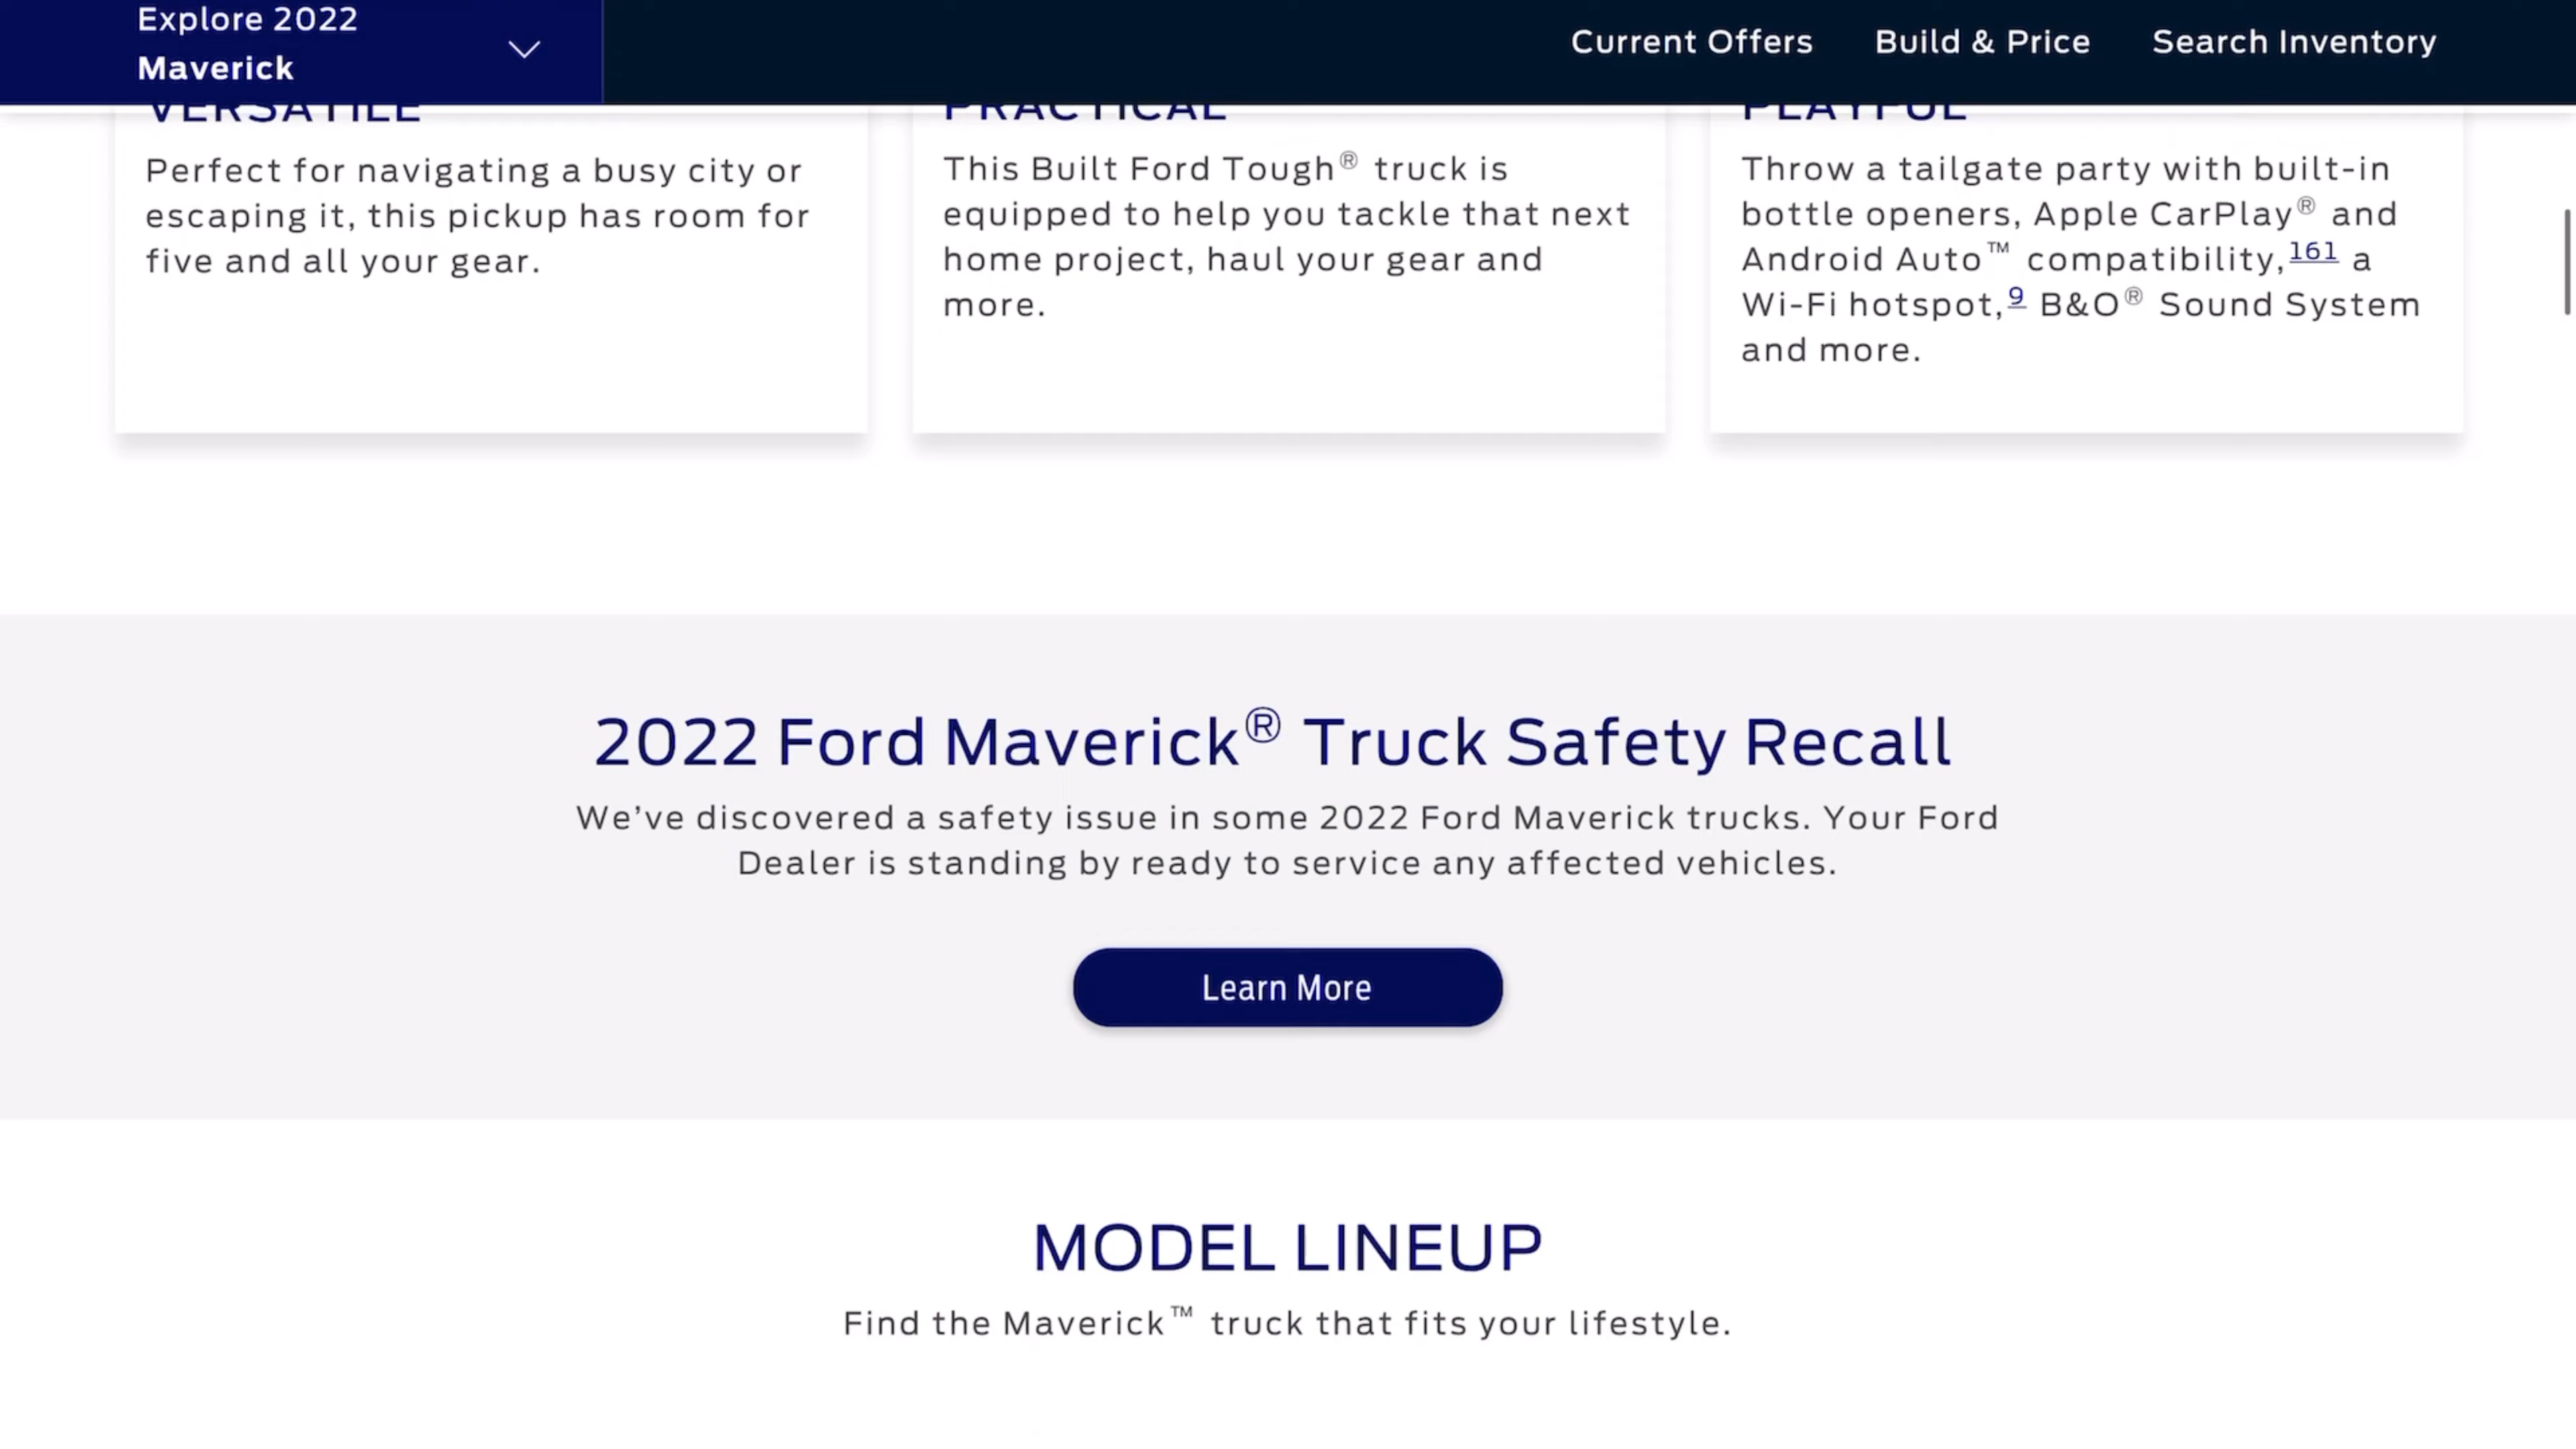 Explore 2022
Maverick
Current Offers
Build & Price
Search Inventory
VERSATILE
Perfect for navigating a busy city or
escaping it, this pickup has room for
five and all your gear.
PRACTICAL
This Built Ford Tough® truck is
equipped to help you tackle that next
home project, haul your gear and
more.
PLAYFUL
Throw a tailgate party with built-in
bottle openers, Apple CarPlay® and
Android Auto™ compatibility,161 a
Wi-Fi hotspot,9 B&O® Sound System
and more.
2022 Ford Maverick® Truck Safety Recall
We’ve discovered a safety issue in some 2022 Ford Maverick trucks. Your Ford
Dealer is standing by ready to service any affected vehicles.
Learn More
MODEL LINEUP
Find the Maverick™ truck that fits your lifestyle.